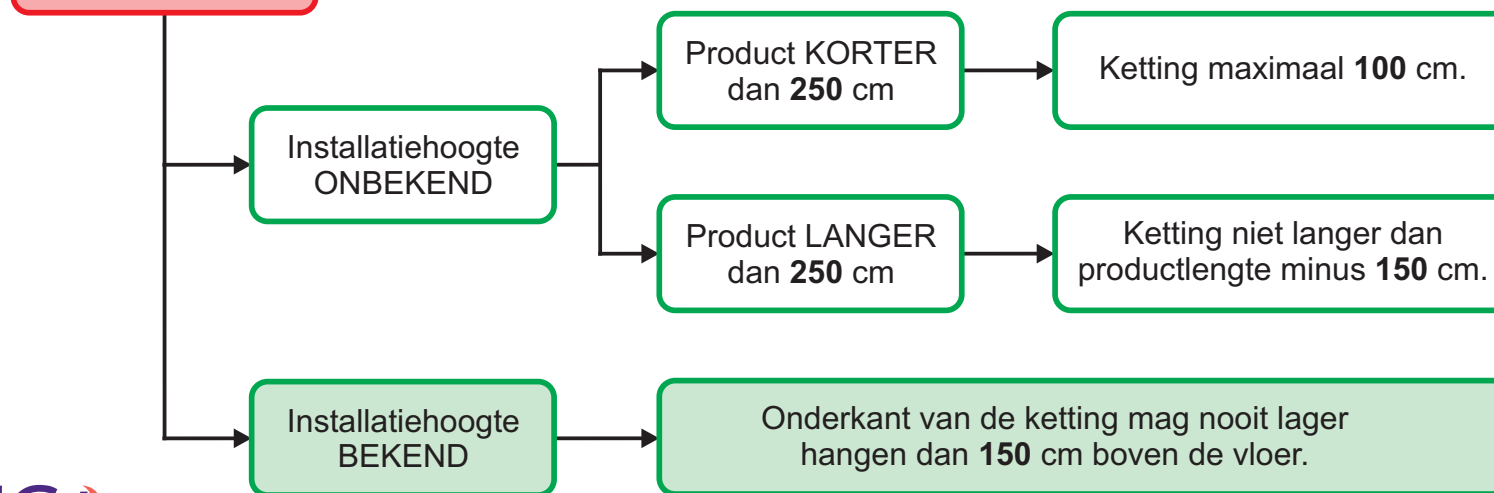 Product KORTER
dan 250 cm
Ketting maximaal 100 cm.
Installatiehoogte
ONBEKEND
Product LANGER
dan 250 cm
Ketting niet langer dan
productlengte minus 150 cm.
Installatiehoogte
BEKEND
Onderkant van de ketting mag nooit lager
hangen dan 150 cm boven de vloer.